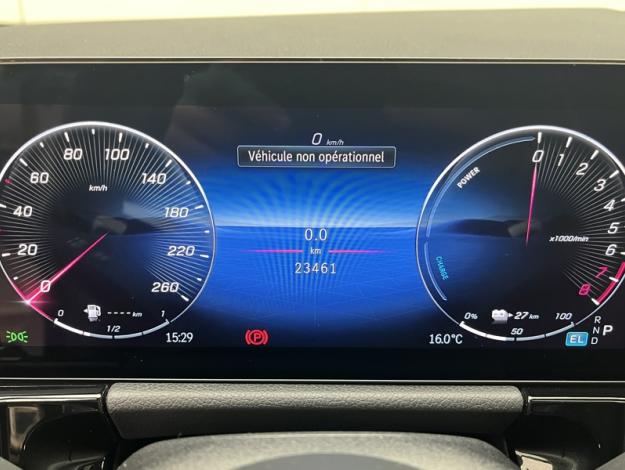 0 km/h
Véhicule non opérationnel
0.0
km
23461
0 20 40 60 80 100 140 180 220 260
km/h
0 1/2 1
---- km
15:29
P
POWER
CHARGE
0 1 2 3 4 5 6 7 8
x1000/min
0% 50 100
27 km
16.0°C
EL
R
N P
D